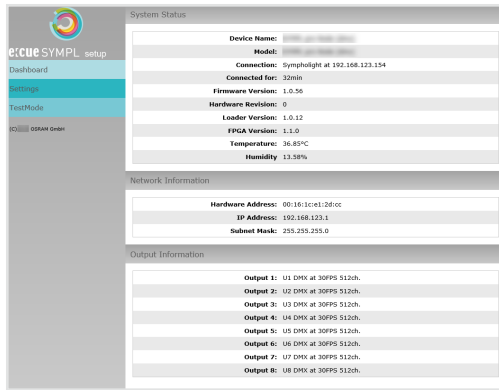 e:cue SYMPL setup
Dashboard
Settings
TestMode
(C) OSRAM GmbH
System Status
Device Name:
Model:
Connection: Sympholight at 192.168.123.154
Connected for: 32min
Firmware Version: 1.0.56
Hardware Revision: 0
Loader Version: 1.0.12
FPGA Version: 1.1.0
Temperature: 36.85°C
Humidity 13.58%
Network Information
Hardware Address: 00:16:1c:e1:2d:cc
IP Address: 192.168.123.1
Subnet Mask: 255.255.255.0
Output Information
Output 1: U1 DMX at 30FPS 512ch.
Output 2: U2 DMX at 30FPS 512ch.
Output 3: U3 DMX at 30FPS 512ch.
Output 4: U4 DMX at 30FPS 512ch.
Output 5: U5 DMX at 30FPS 512ch.
Output 6: U6 DMX at 30FPS 512ch.
Output 7: U7 DMX at 30FPS 512ch.
Output 8: U8 DMX at 30FPS 512ch.